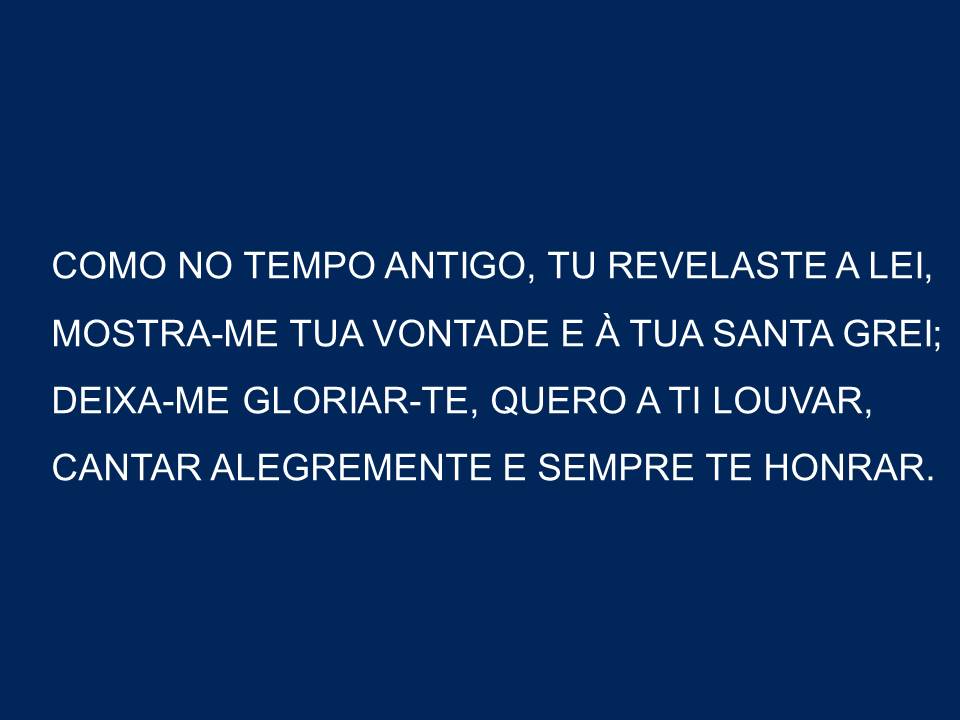 COMO NO TEMPO ANTIGO, TU REVELASTE A LEI,
MOSTRA-ME TUA VONTADE E À TUA SANTA GREI;
DEIXA-ME GLORIAR-TE, QUERO A TI LOUVAR,
CANTAR ALEGREMENTE E SEMPRE TE HONRAR.